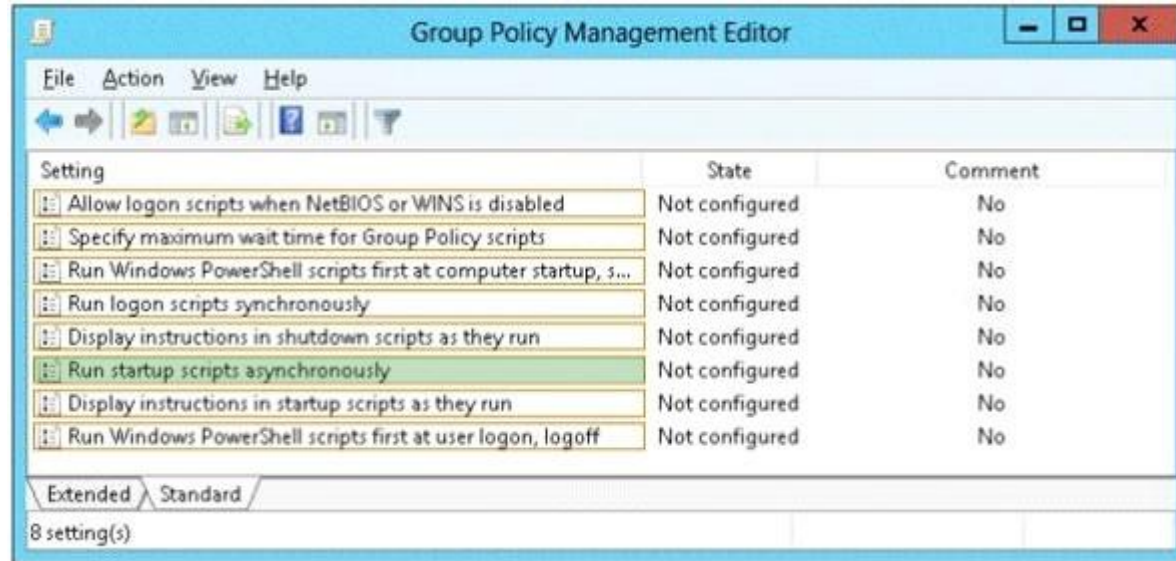 Group Policy Management Editor
File Action View Help
Setting State Comment
Allow logon scripts when NetBIOS or WINS is disabled Not configured No
Specify maximum wait time for Group Policy scripts Not configured No
Run Windows PowerShell scripts first at computer startup, s... Not configured No
Run logon scripts synchronously Not configured No
Display instructions in shutdown scripts as they run Not configured No
Run startup scripts asynchronously Not configured No
Display instructions in startup scripts as they run Not configured No
Run Windows PowerShell scripts first at user logon, logoff Not configured No
Extended Standard
8 setting(s)